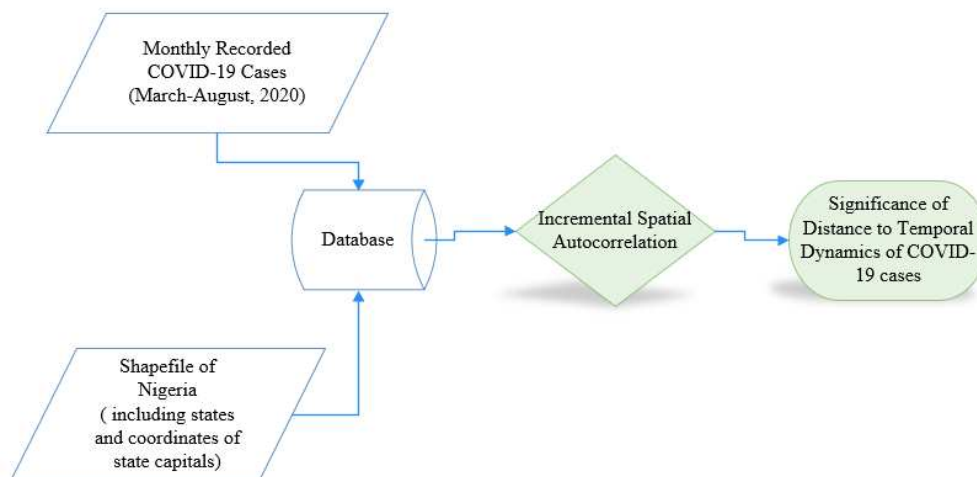 Monthly Recorded
COVID-19 Cases
(March-August, 2020)
Database
Incremental Spatial
Autocorrelation
Significance of
Distance to Temporal
Dynamics of COVID-
19 cases
Shapefile of
Nigeria
( including states
and coordinates of
state capitals)